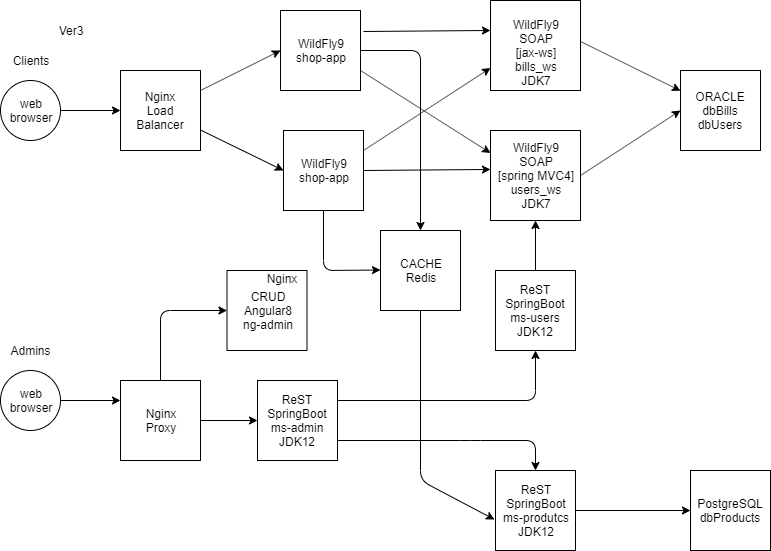 Ver3
Clients
web
browser
Nginx
Load
Balancer
WildFly9
shop-app
WildFly9
shop-app
WildFly9
SOAP
[jax-ws]
bills_ws
JDK7
WildFly9
SOAP
[spring MVC4]
users_ws
JDK7
ORACLE
dbBills
dbUsers
CACHE
Redis
Nginx
CRUD
Angular8
ng-admin
ReST
SpringBoot
ms-users
JDK12
Admins
web
browser
Nginx
Proxy
ReST
SpringBoot
ms-admin
JDK12
ReST
SpringBoot
ms-produtcs
JDK12
PostgreSQL
dbProducts